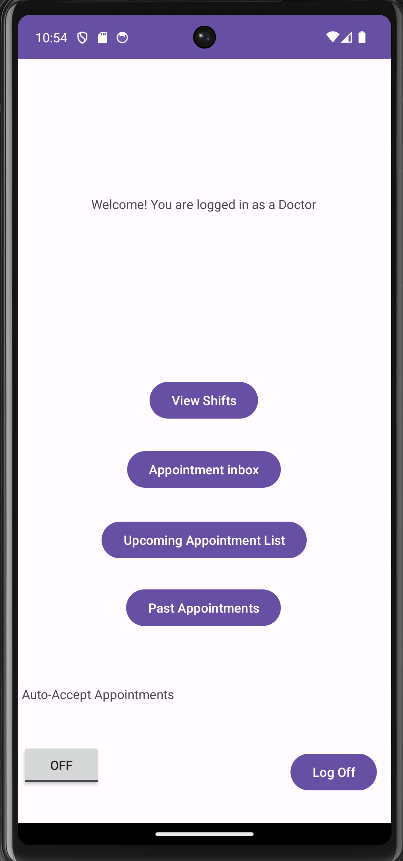 10:54
Welcome! You are logged in as a Doctor
View Shifts
Appointment inbox
Upcoming Appointment List
Past Appointments
Auto-Accept Appointments
OFF
Log Off